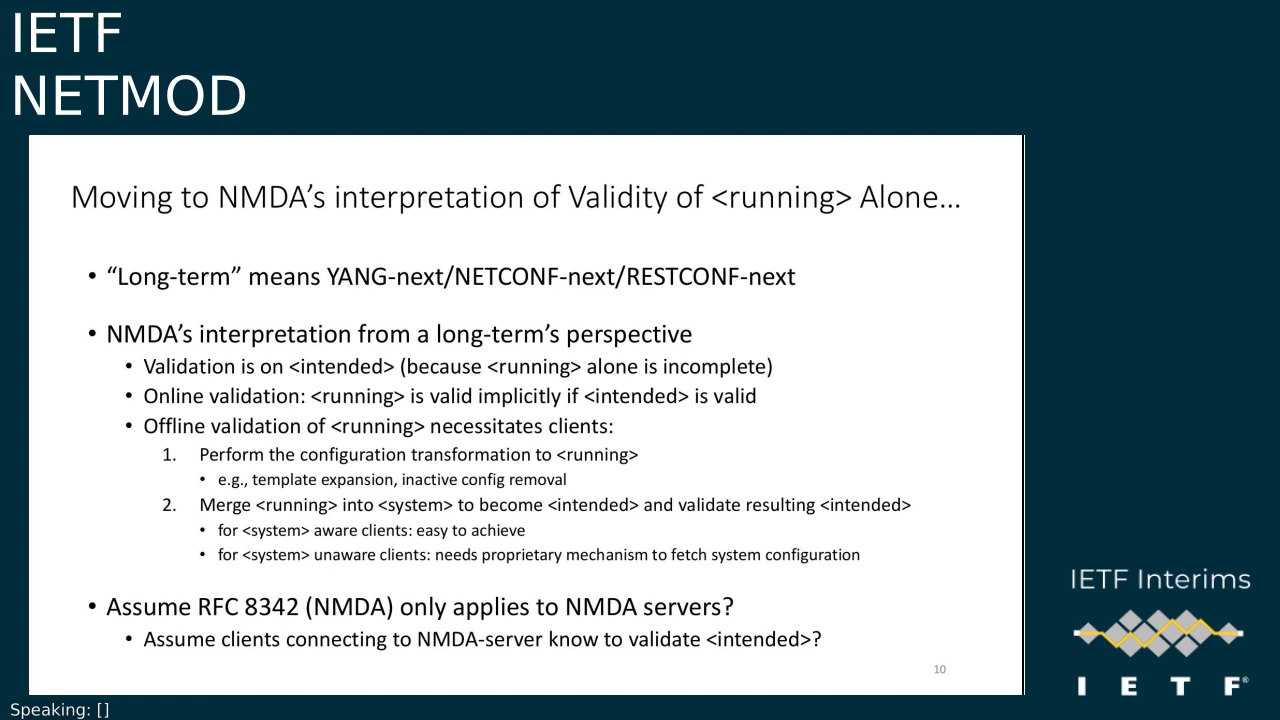 IETF
NETMOD
Moving to NMDA’s interpretation of Validity of <running> Alone…
• “Long-term” means YANG-next/NETCONF-next/RESTCONF-next
• NMDA’s interpretation from a long-term’s perspective
• Validation is on <intended> (because <running> alone is incomplete)
• Online validation: <running> is valid implicitly if <intended> is valid
• Offline validation of <running> necessitates clients:
1. Perform the configuration transformation to <running>
• e.g., template expansion, inactive config removal
2. Merge <running> into <system> to become <intended> and validate resulting <intended>
• for <system> aware clients: easy to achieve
• for <system> unaware clients: needs proprietary mechanism to fetch system configuration
• Assume RFC 8342 (NMDA) only applies to NMDA servers?
• Assume clients connecting to NMDA-server know to validate <intended>?
10
IETF Interims
I E T F®
Speaking: []